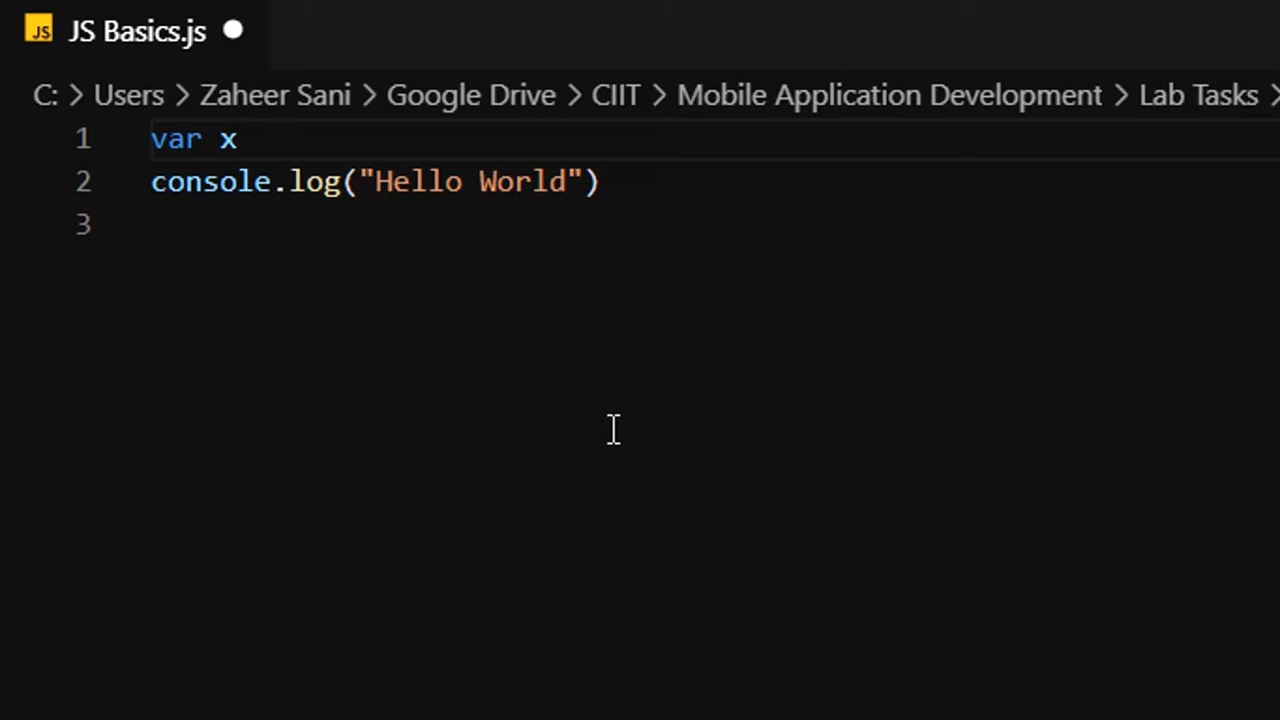 JS JS Basics.js
C: > Users > Zaheer Sani > Google Drive > CIIT > Mobile Application Development > Lab Tasks >
1 var x
2 console.log("Hello World")
3